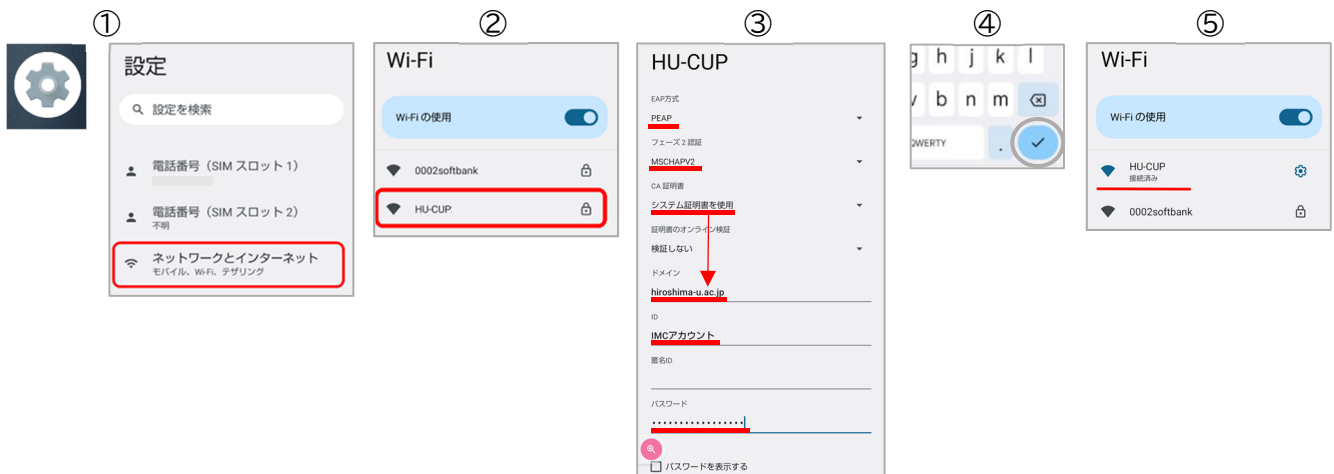 ①
設定
設定を検索
電話番号（SIM スロット 1）
電話番号（SIM スロット 2）
不明
ネットワークとインターネット
モバイル、Wi-Fi、テザリング
②
Wi-Fi
Wi-Fi の使用
0002softbank
HU-CUP
③
HU-CUP
EAP方式
PEAP
フェーズ 2 認証
MSCHAPV2
CA 証明書
システム証明書を使用
証明書のオンライン検証
検証しない
ドメイン
hiroshima-u.ac.jp
ID
IMCアカウント
匿名ID
パスワード
•••••••••••••••••
パスワードを表示する
④
g h j k l
v b n m
QWERTY .
⑤
Wi-Fi
Wi-Fi の使用
HU-CUP
接続済み
0002softbank